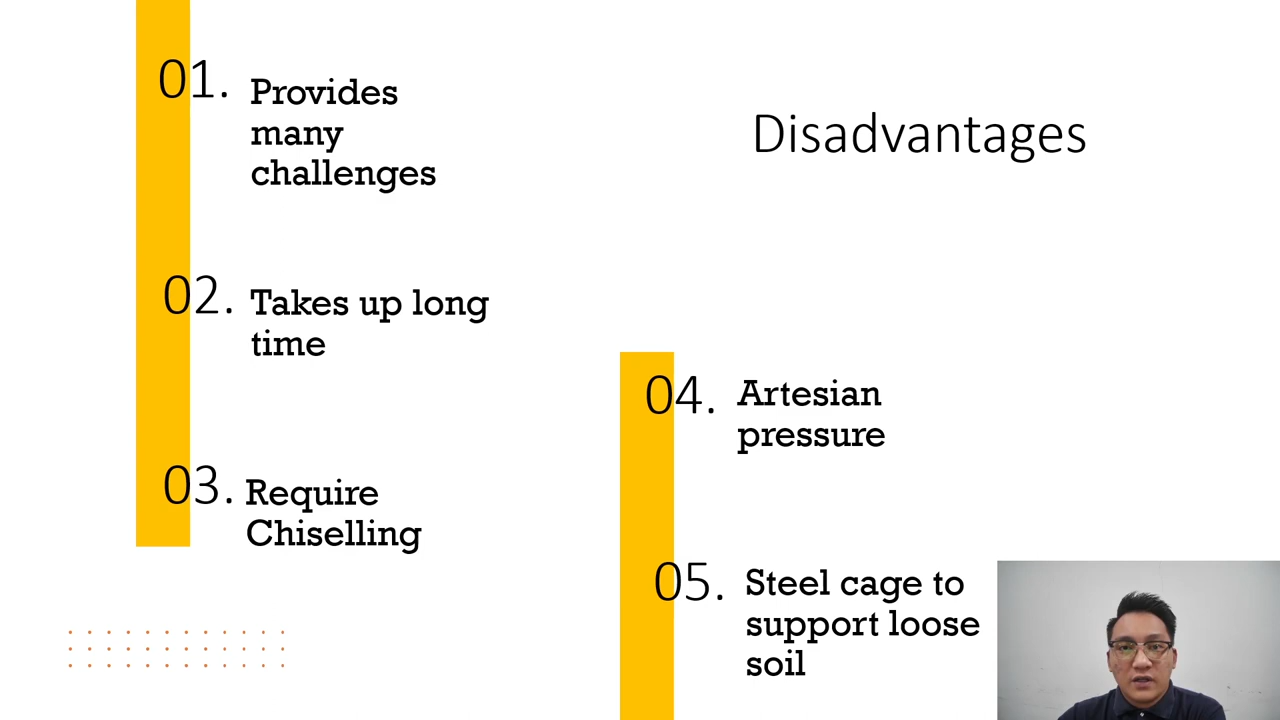 Disadvantages
01.
Provides
many
challenges
02.
Takes up long
time
03.
Require
Chiselling
04.
Artesian
pressure
05.
Steel cage to
support loose
soil